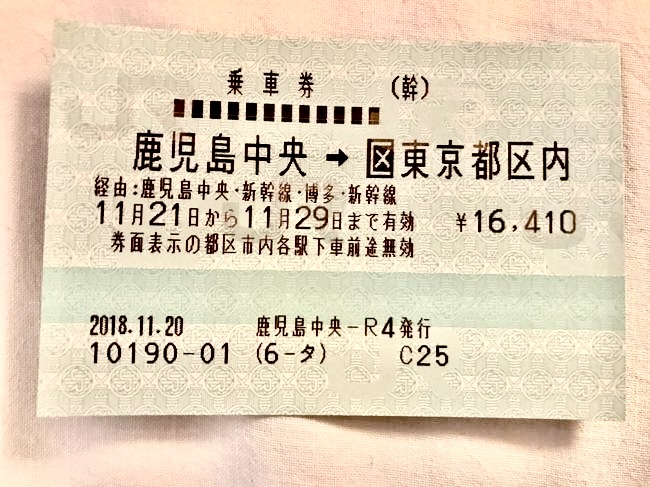 乗車券 (幹)
鹿児島中央 → 区 東京都区内
経由:鹿児島中央・新幹線・博多・新幹線
11月21日から11月29日まで有効 ¥16,410
券面表示の都区市内各駅下車前途無効
2018.11.20 鹿児島中央-R4発行
10190-01 (6-タ) C25